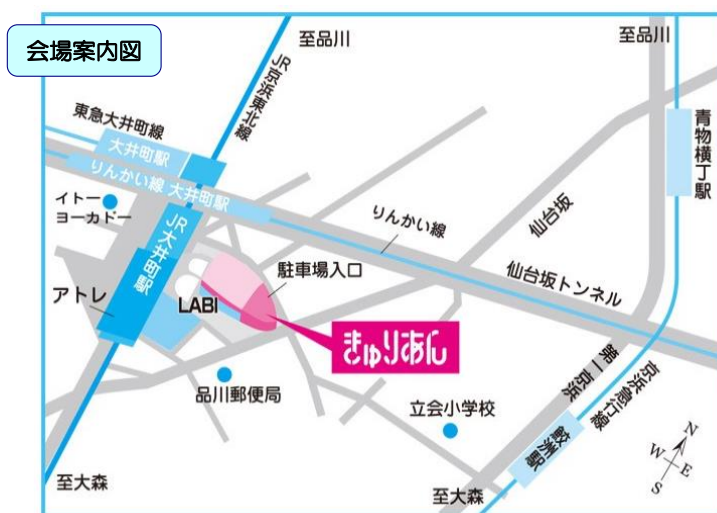 会場案内図
至品川
至品川
JR京浜東北線
東急大井町線
大井町駅
りんかい線 大井町駅
青物横丁駅
イトー
ヨーカドー
JR大井町駅
りんかい線
仙台坂
駐車場入口
仙台坂トンネル
アトレ
LABI
きゅりあん
第一京浜
京浜急行線
品川郵便局
立会小学校
鮫洲駅
N
W
E
S
至大森
至大森